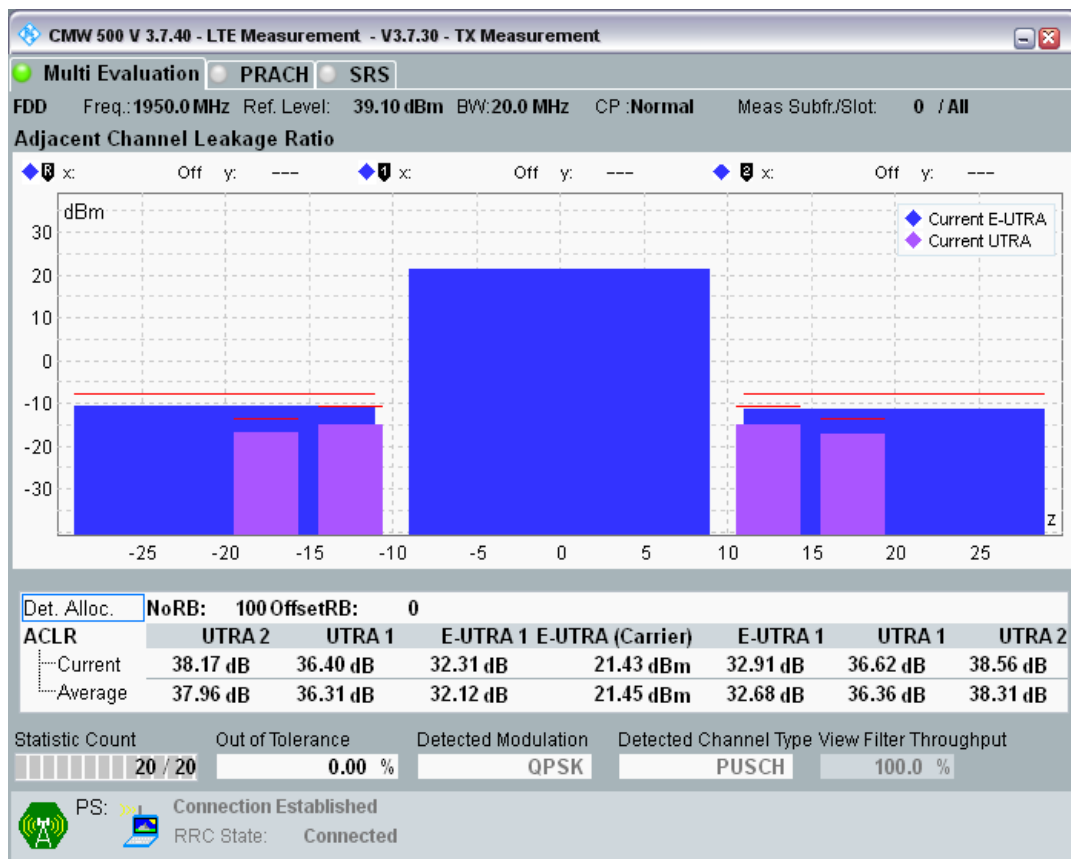 CMW 500 V 3.7.40 - LTE Measurement - V3.7.30 - TX Measurement
Multi Evaluation PRACH SRS
FDD Freq.:1950.0 MHz Ref. Level: 39.10 dBm BW:20.0 MHz CP :Normal Meas Subfr./Slot: 0 / All
Adjacent Channel Leakage Ratio
R x: Off y: --- 1 x: Off y: --- 2 x: Off y: ---
dBm
Current E-UTRA
Current UTRA
30
20
10
0
-10
-20
-30
z
-25 -20 -15 -10 -5 0 5 10 15 20 25
Det. Alloc. NoRB: 100 OffsetRB: 0
ACLR UTRA 2 UTRA 1 E-UTRA 1 E-UTRA (Carrier) E-UTRA 1 UTRA 1 UTRA 2
Current 38.17 dB 36.40 dB 32.31 dB 21.43 dBm 32.91 dB 36.62 dB 38.56 dB
Average 37.96 dB 36.31 dB 32.12 dB 21.45 dBm 32.68 dB 36.36 dB 38.31 dB
Statistic Count Out of Tolerance Detected Modulation Detected Channel Type View Filter Throughput
20 / 20 0.00 % QPSK PUSCH 100.0 %
PS: Connection Established
RRC State: Connected